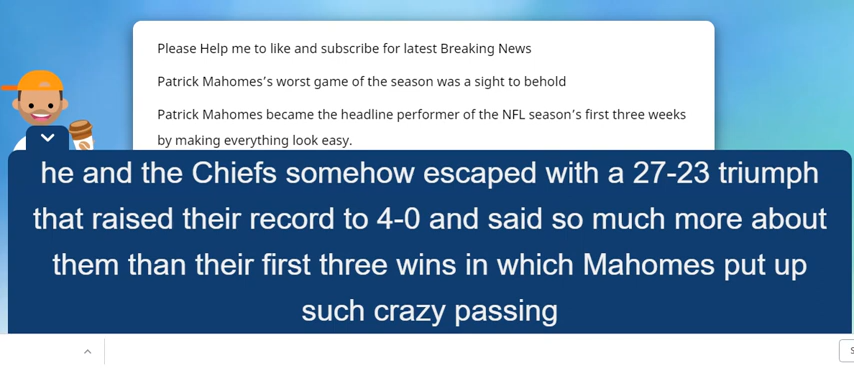 Please Help me to like and subscribe for latest Breaking News
Patrick Mahomes's worst game of the season was a sight to behold
Patrick Mahomes became the headline performer of the NFL season's first three weeks
by making everything look easy.
he and the Chiefs somehow escaped with a 27-23 triumph
that raised their record to 4-0 and said so much more about
them than their first three wins in which Mahomes put up
such crazy passing